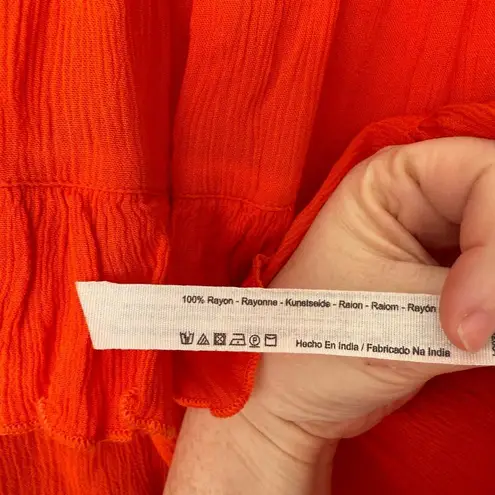 100% Rayon - Rayonne - Kunstseide - Raion - Raiom - Rayón
Hecho En India / Fabricado Na India